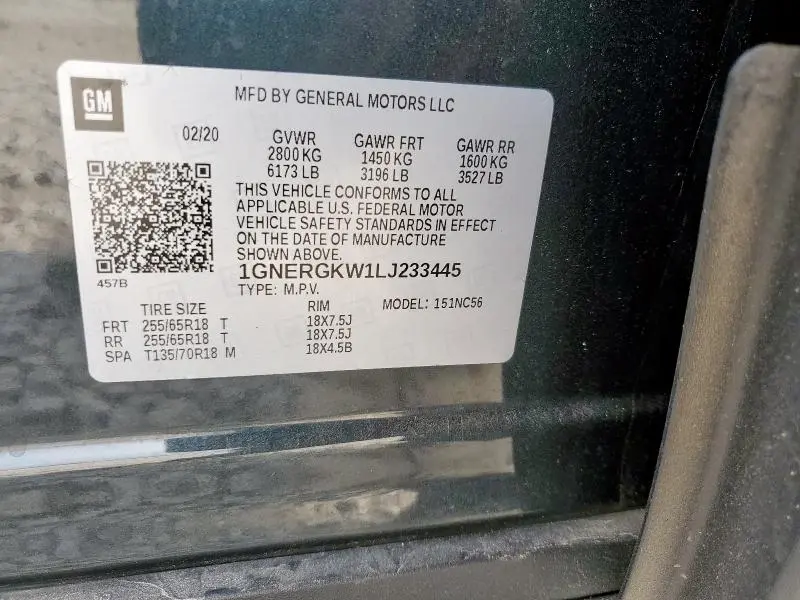 GM
MFD BY GENERAL MOTORS LLC
02/20 GVWR GAWR FRT GAWR RR
2800 KG 1450 KG 1600 KG
6173 LB 3196 LB 3527 LB
THIS VEHICLE CONFORMS TO ALL
APPLICABLE U.S. FEDERAL MOTOR
VEHICLE SAFETY STANDARDS IN EFFECT
ON THE DATE OF MANUFACTURE
SHOWN ABOVE.
457B
1GNERGKW1LJ233445
TYPE: M.P.V. MODEL: 151NC56
TIRE SIZE RIM
FRT 255/65R18 T 18X7.5J
RR 255/65R18 T 18X7.5J
SPA T135/70R18 M 18X4.5B